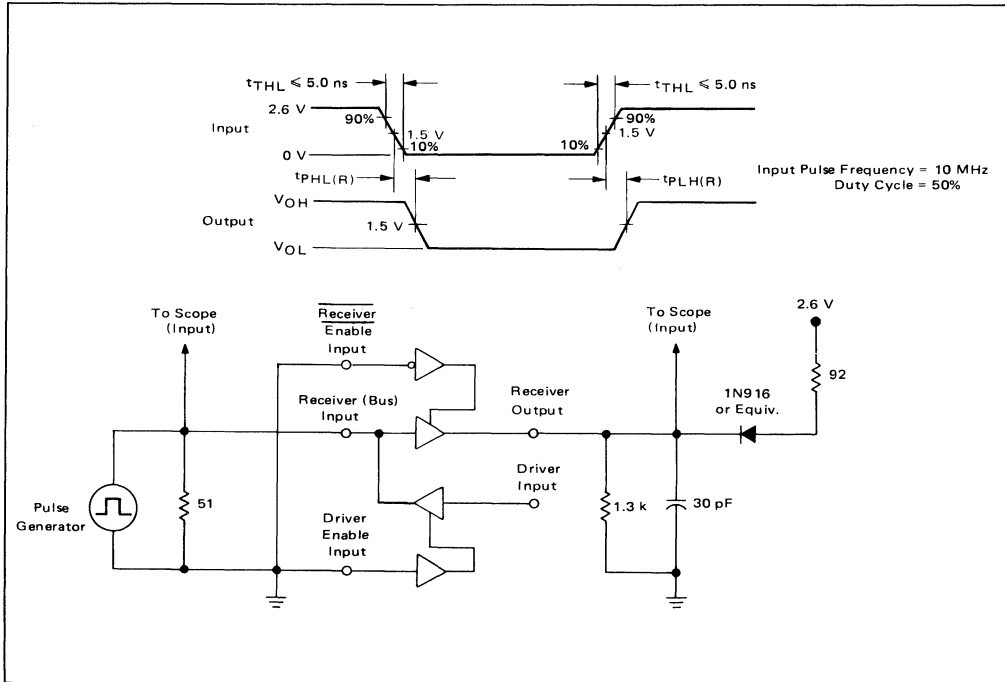 tTHL ≤ 5.0 ns
tTHL ≤ 5.0 ns
2.6 V
90%
90%
Input
1.5 V
1.5 V
10%
10%
0 V
tPHL(R)
tPLH(R)
Input Pulse Frequency = 10 MHz
Duty Cycle = 50%
VOH
Output
1.5 V
VOL
To Scope
(Input)
Receiver
Enable
Input
To Scope
(Input)
2.6 V
92
Receiver (Bus)
Input
Receiver
Output
1N916
or Equiv.
Driver
Input
Pulse
Generator
51
Driver
Enable
Input
1.3 k
30 pF